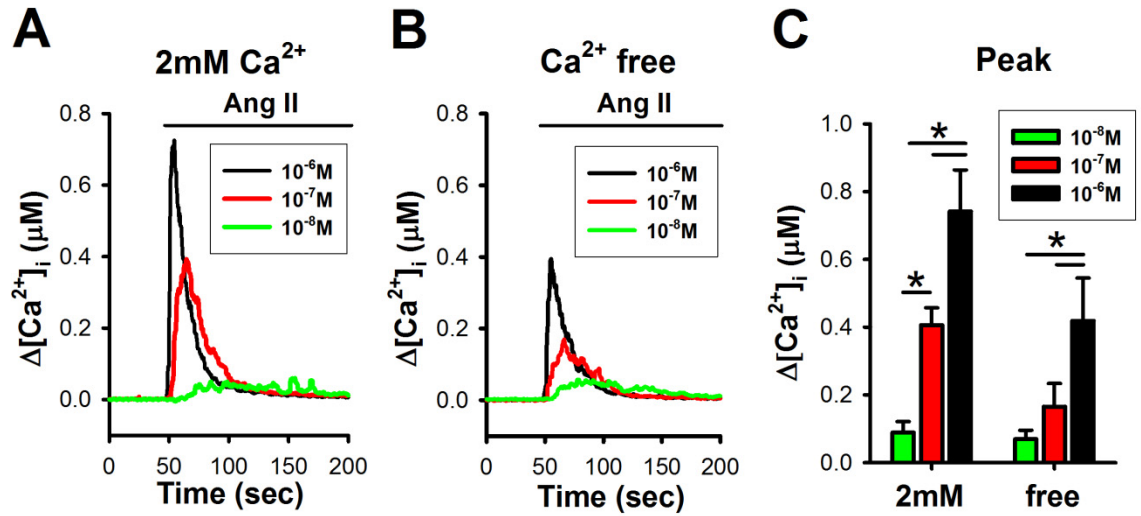 A
2mM Ca²⁺
Ang II
10⁻⁶M
10⁻⁷M
10⁻⁸M
Δ[Ca²⁺]ᵢ (μM)
0.8
0.6
0.4
0.2
0.0
0 50 100 150 200
Time (sec)
B
Ca²⁺ free
Ang II
10⁻⁶M
10⁻⁷M
10⁻⁸M
Δ[Ca²⁺]ᵢ (μM)
0.8
0.6
0.4
0.2
0.0
0 50 100 150 200
Time (sec)
C
Peak
10⁻⁸M
10⁻⁷M
10⁻⁶M
Δ[Ca²⁺]ᵢ (μM)
1.0
0.8
0.6
0.4
0.2
0.0
*
*
*
2mM free